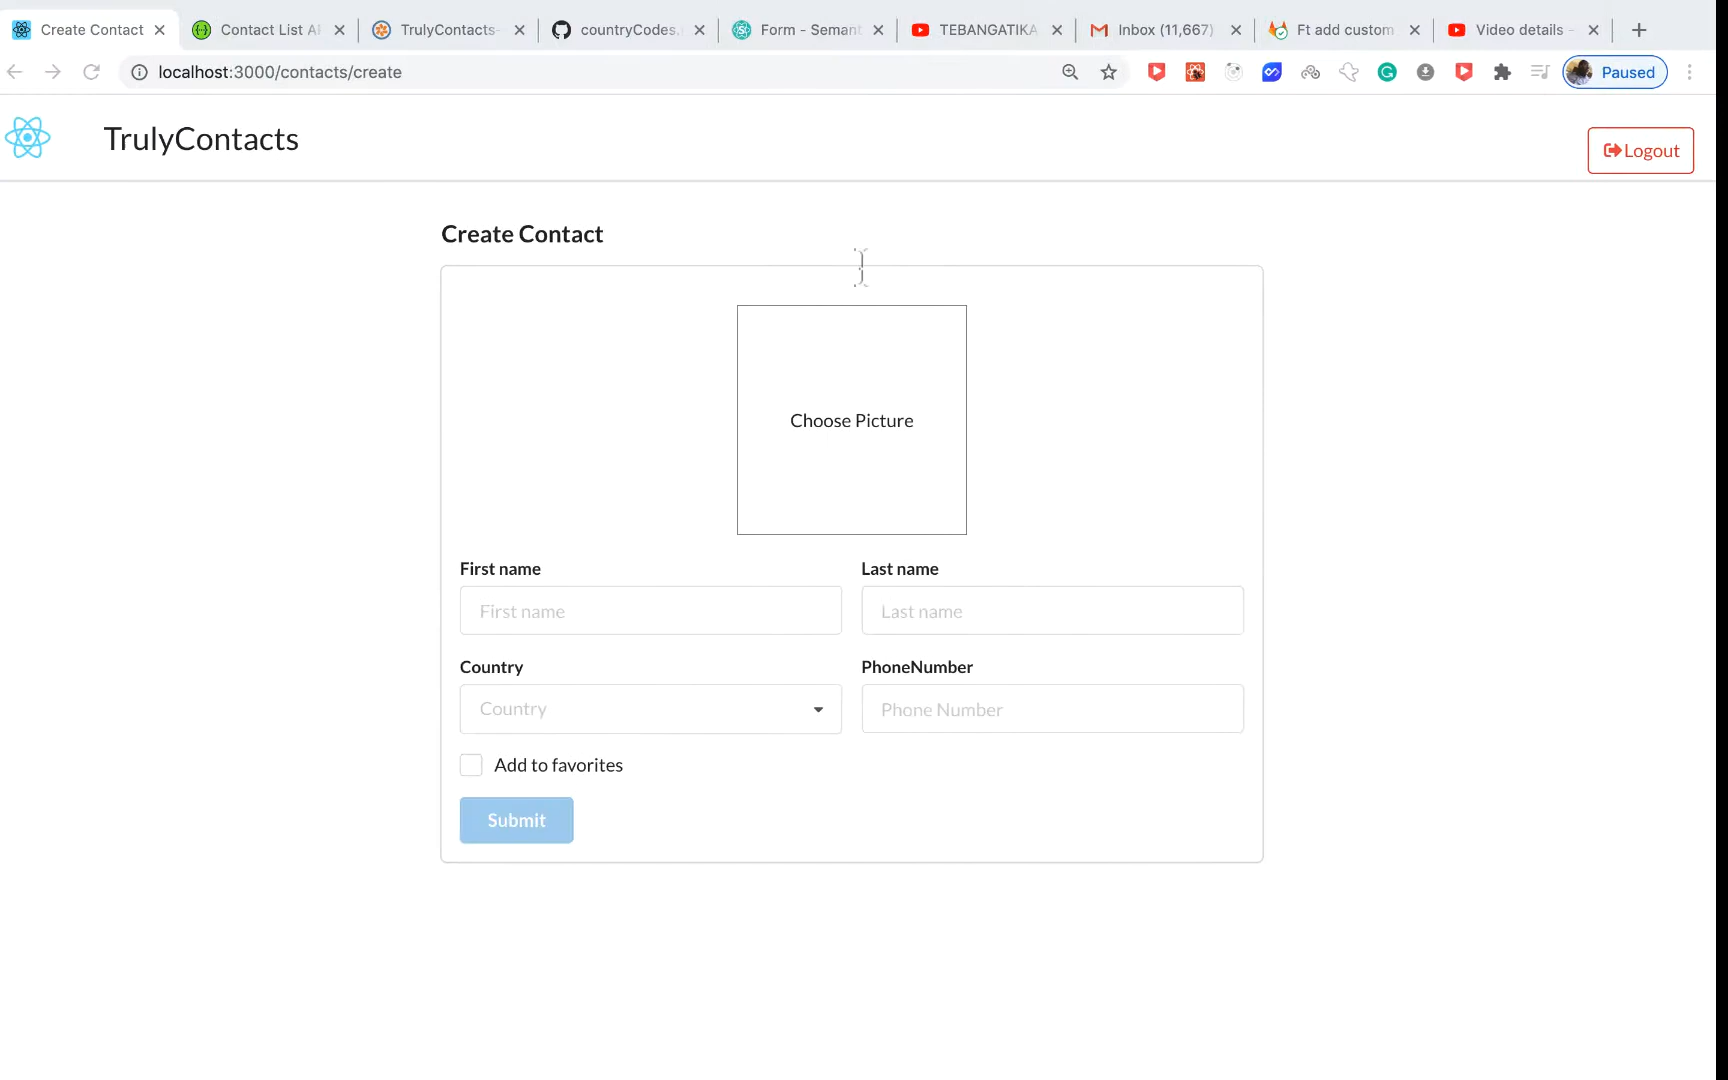 Create Contact
Contact List AI
TrulyContacts-
countryCodes.
Form - Semant
TEBANGATIKA
Inbox (11,667)
Ft add custom
Video details -
localhost:3000/contacts/create
Paused
TrulyContacts
Logout
Create Contact
Choose Picture
First name
Last name
First name
Last name
Country
PhoneNumber
Country
Phone Number
Add to favorites
Submit